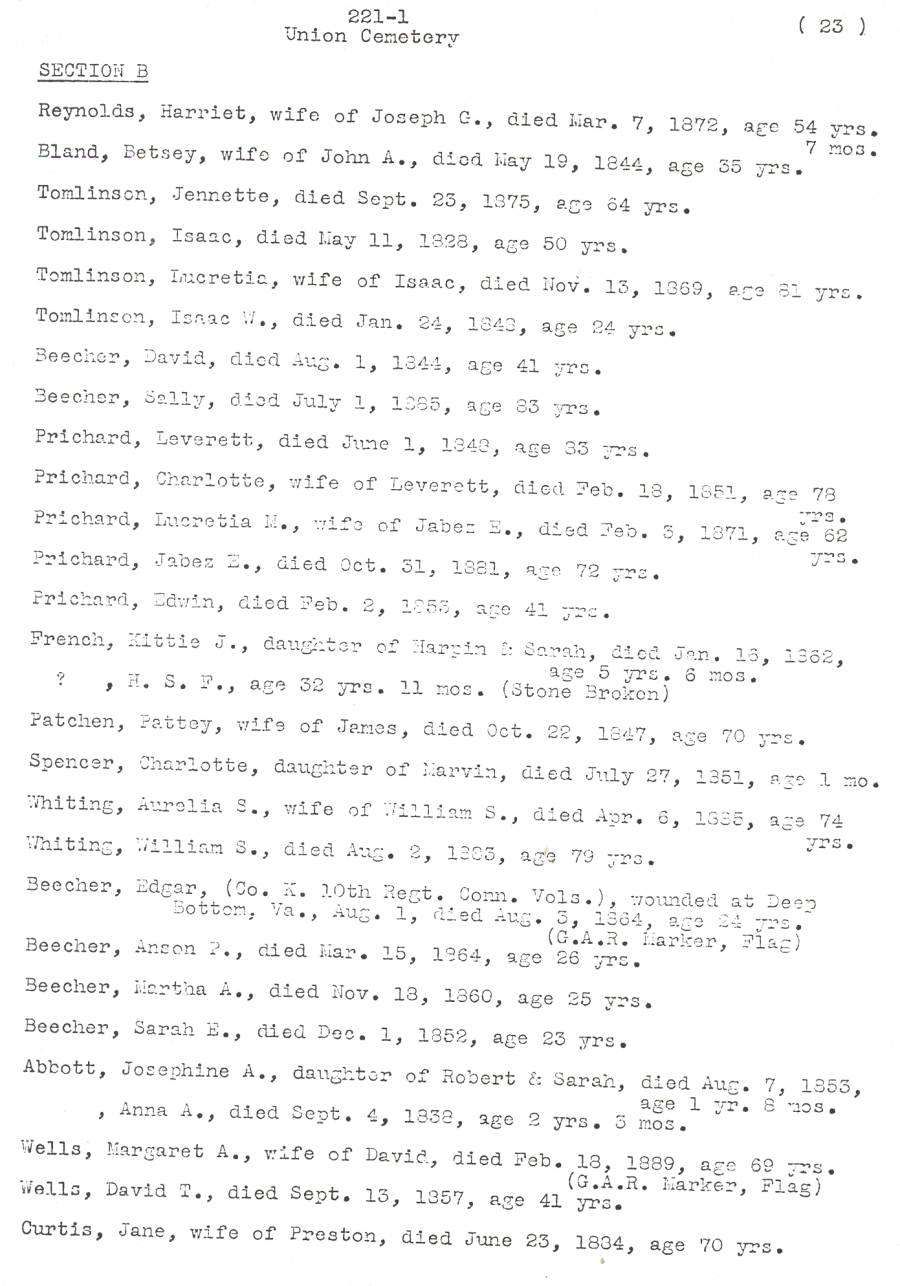 221-1
Union Cemetery
( 23 )
SECTION B
Reynolds, Harriet, wife of Joseph G., died Mar. 7, 1872, age 54 yrs.
7 mos.
Bland, Betsey, wife of John A., died May 19, 1844, age 35 yrs.
Tomlinson, Jennette, died Sept. 23, 1875, age 64 yrs.
Tomlinson, Isaac, died May 11, 1828, age 50 yrs.
Tomlinson, Lucretia, wife of Isaac, died Nov. 13, 1869, age 81 yrs.
Tomlinson, Isaac W., died Jan. 24, age 24 yrs.
Beecher, David, died Aug. 1, 1844, age 41 yrs.
Beecher, Sally, died July 1, 1885, age 83 yrs.
Prichard, Leverett, died June 1, age 83 yrs.
Prichard, Charlotte, wife of Leverett, died Feb. 18, 1851, age 78
yrs.
Prichard, Lucretia M., wife of Jabez E., died Feb. 3, 1871, age 62
yrs.
Prichard, Jabez E., died Oct. 31, 1881, age 72 yrs.
Prichard, Edwin, died Feb. 2, 1853, age 41 yrs.
French, Kittie J., daughter of Harpin & Sarah, died Jan. 16, 1862,
age 5 yrs. 6 mos.
? , H. S. F., age 32 yrs. 11 mos. (Stone Broken)
Patchen, Pattey, wife of James, died Oct. 22, 1847, age 70 yrs.
Spencer, Charlotte, daughter of Marvin, died July 27, 1851, age 1 mo.
Whiting, Aurelia S., wife of William S., died Apr. 6, 1885, age 74
yrs.
Whiting, William S., died Aug. 2, 1883, age 79 yrs.
Beecher, Edgar, (Co. K. 10th Regt. Conn. Vols.), wounded at Deep
Bottom, Va., Aug. 1, died Aug. 3, 1864, age 24 yrs.
(G.A.R. Marker, Flag)
Beecher, Anson P., died Mar. 15, 1864, age 26 yrs.
Beecher, Martha A., died Nov. 18, 1860, age 25 yrs.
Beecher, Sarah E., died Dec. 1, 1852, age 23 yrs.
Abbott, Josephine A., daughter of Robert & Sarah, died Aug. 7, 1853,
age 1 yr. 8 mos.
, Anna A., died Sept. 4, 1838, age 2 yrs. 3 mos.
Wells, Margaret A., wife of David, died Feb. 18, 1889, age 69 yrs.
(G.A.R. Marker, Flag)
Wells, David T., died Sept. 13, 1857, age 41 yrs.
Curtis, Jane, wife of Preston, died June 23, 1884, age 70 yrs.